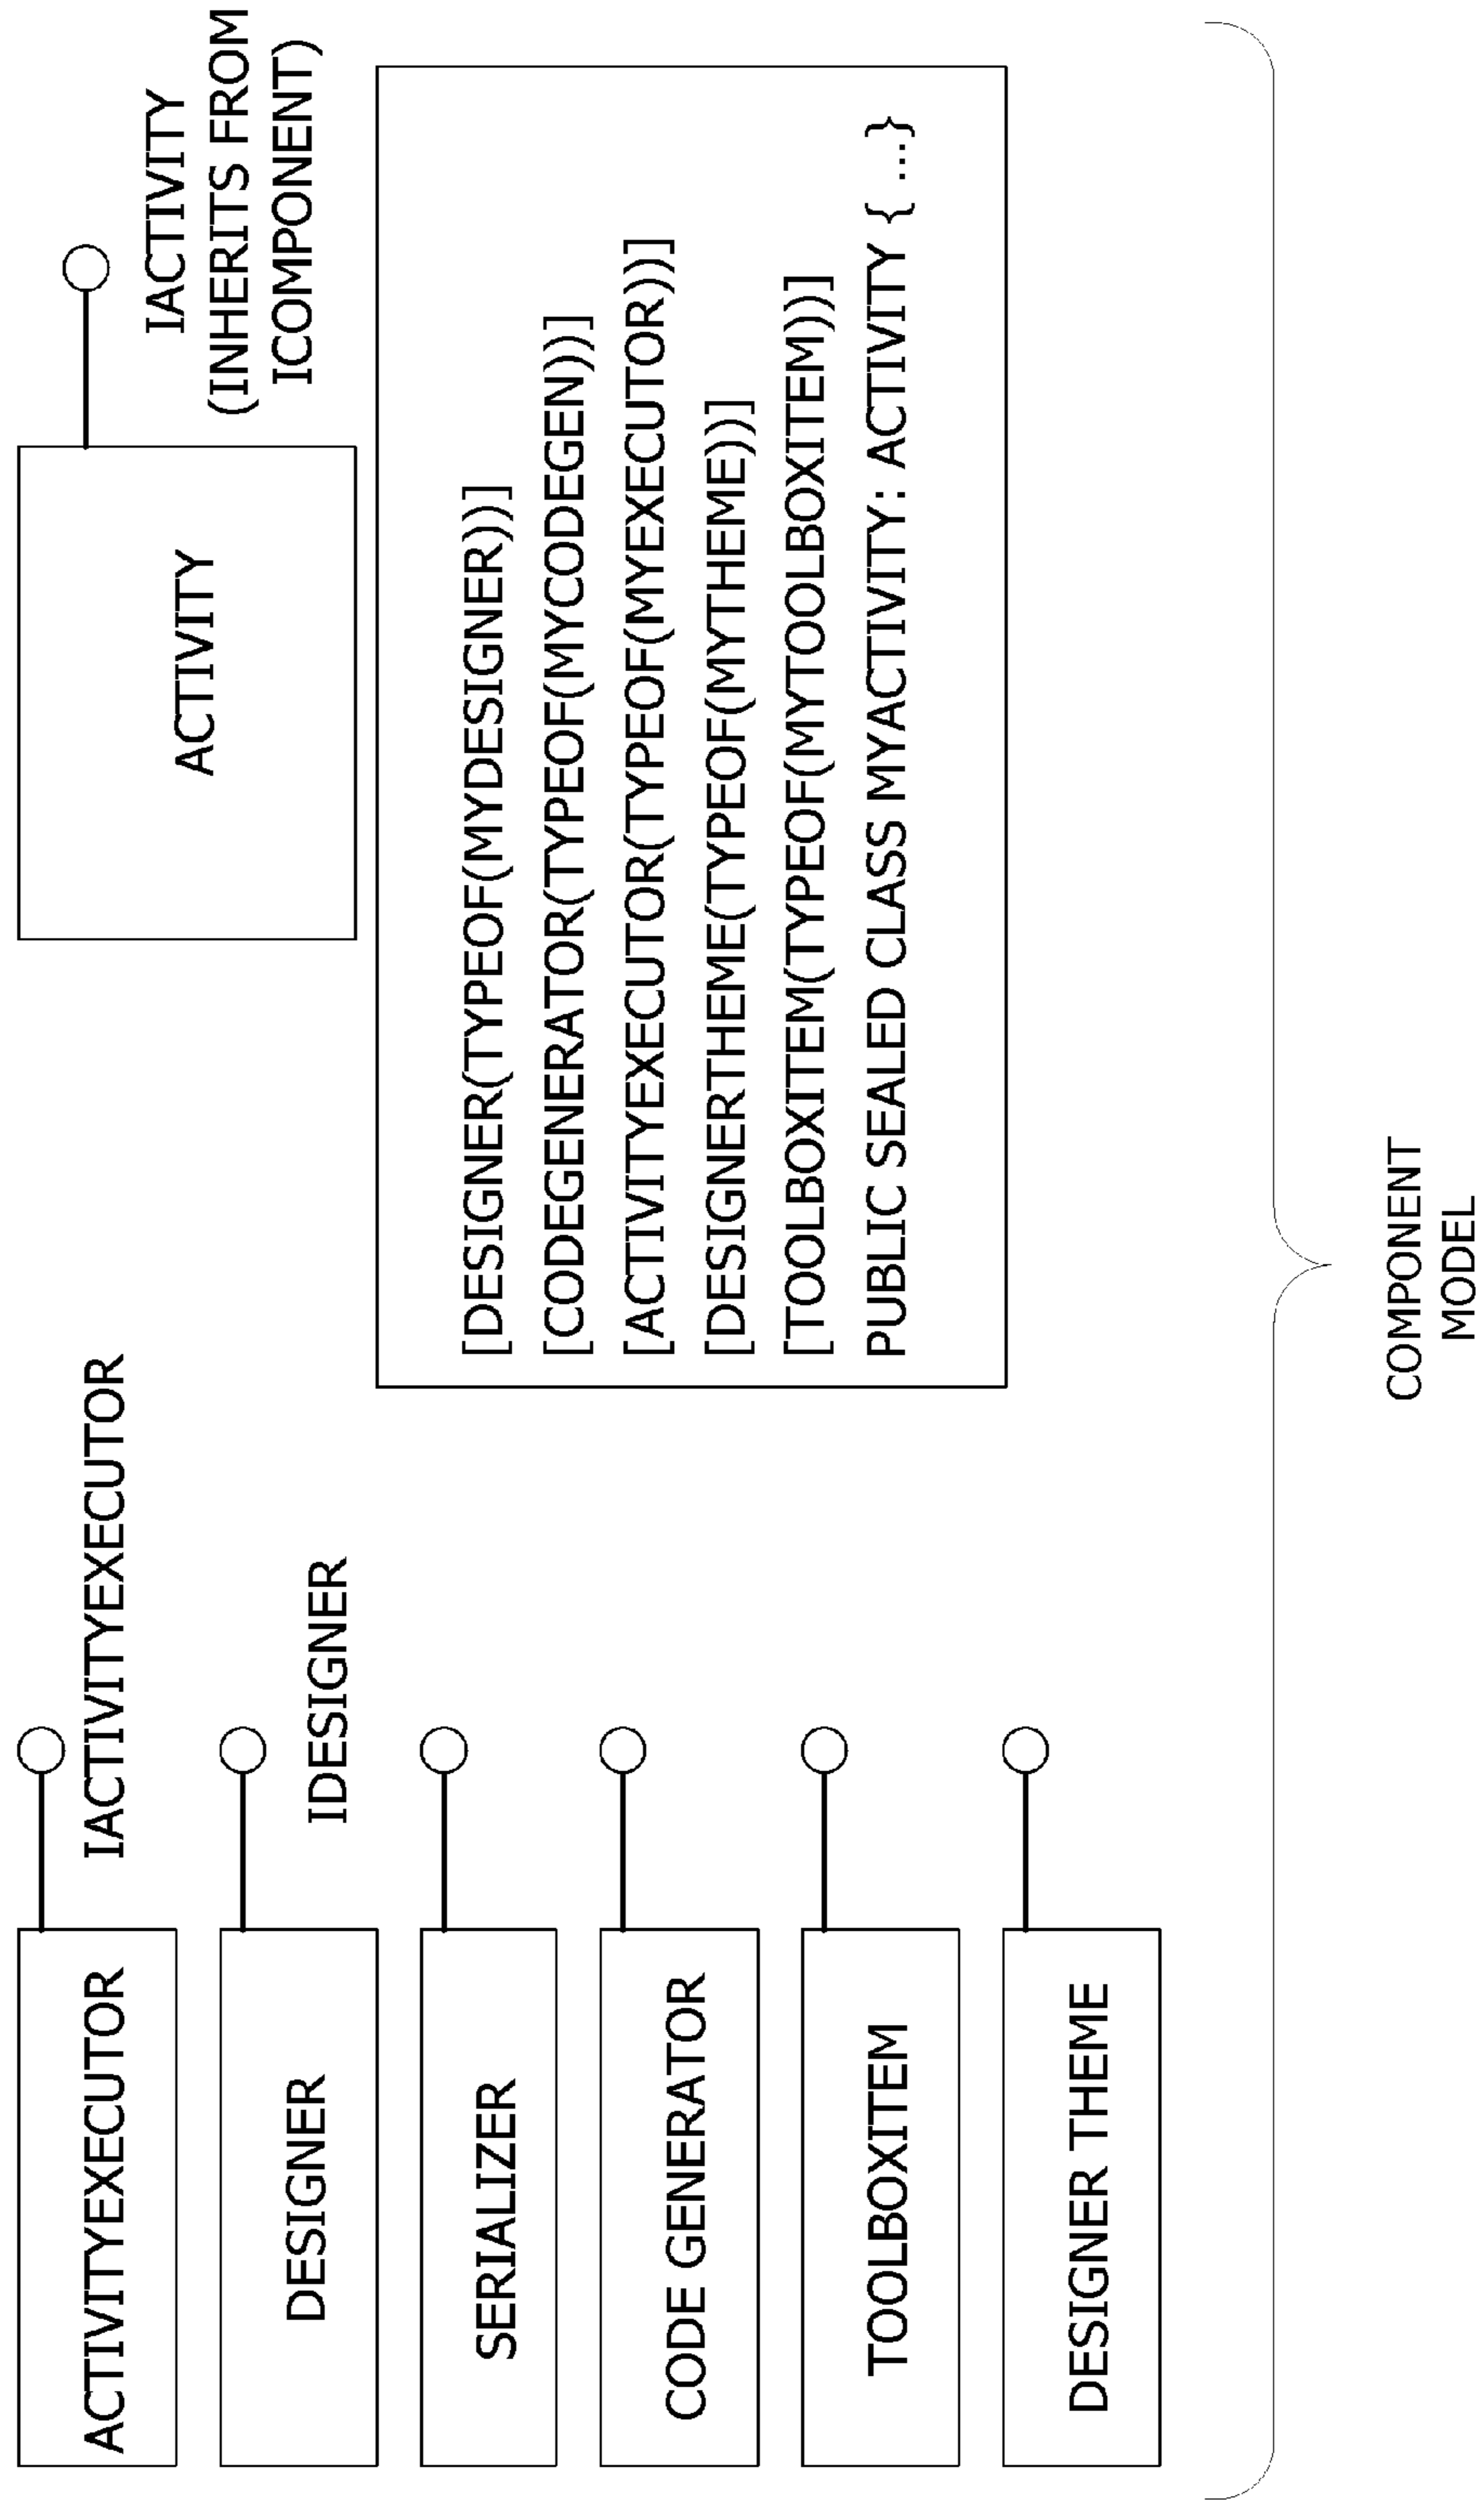 ACTIVITYEXECUTOR
IACTIVITYEXECUTOR
DESIGNER
IDESIGNER
SERIALIZER
CODE GENERATOR
TOOLBOXITEM
DESIGNER THEME
ACTIVITY
IACTIVITY
(INHERITS FROM
ICOMPONENT)
[DESIGNER(TYPEOF(MYDESIGNER))]
[CODEGENERATOR(TYPEOF(MYCODEGEN))]
[ACTIVITYEXECUTOR(TYPEOF(MYEXECUTOR))]
[DESIGNERTHEME(TYPEOF(MYTHEME))]
[TOOLBOXITEM(TYPEOF(MYTOOLBOXITEM))]
PUBLIC SEALED CLASS MYACTIVITY: ACTIVITY {...}
COMPONENT
MODEL